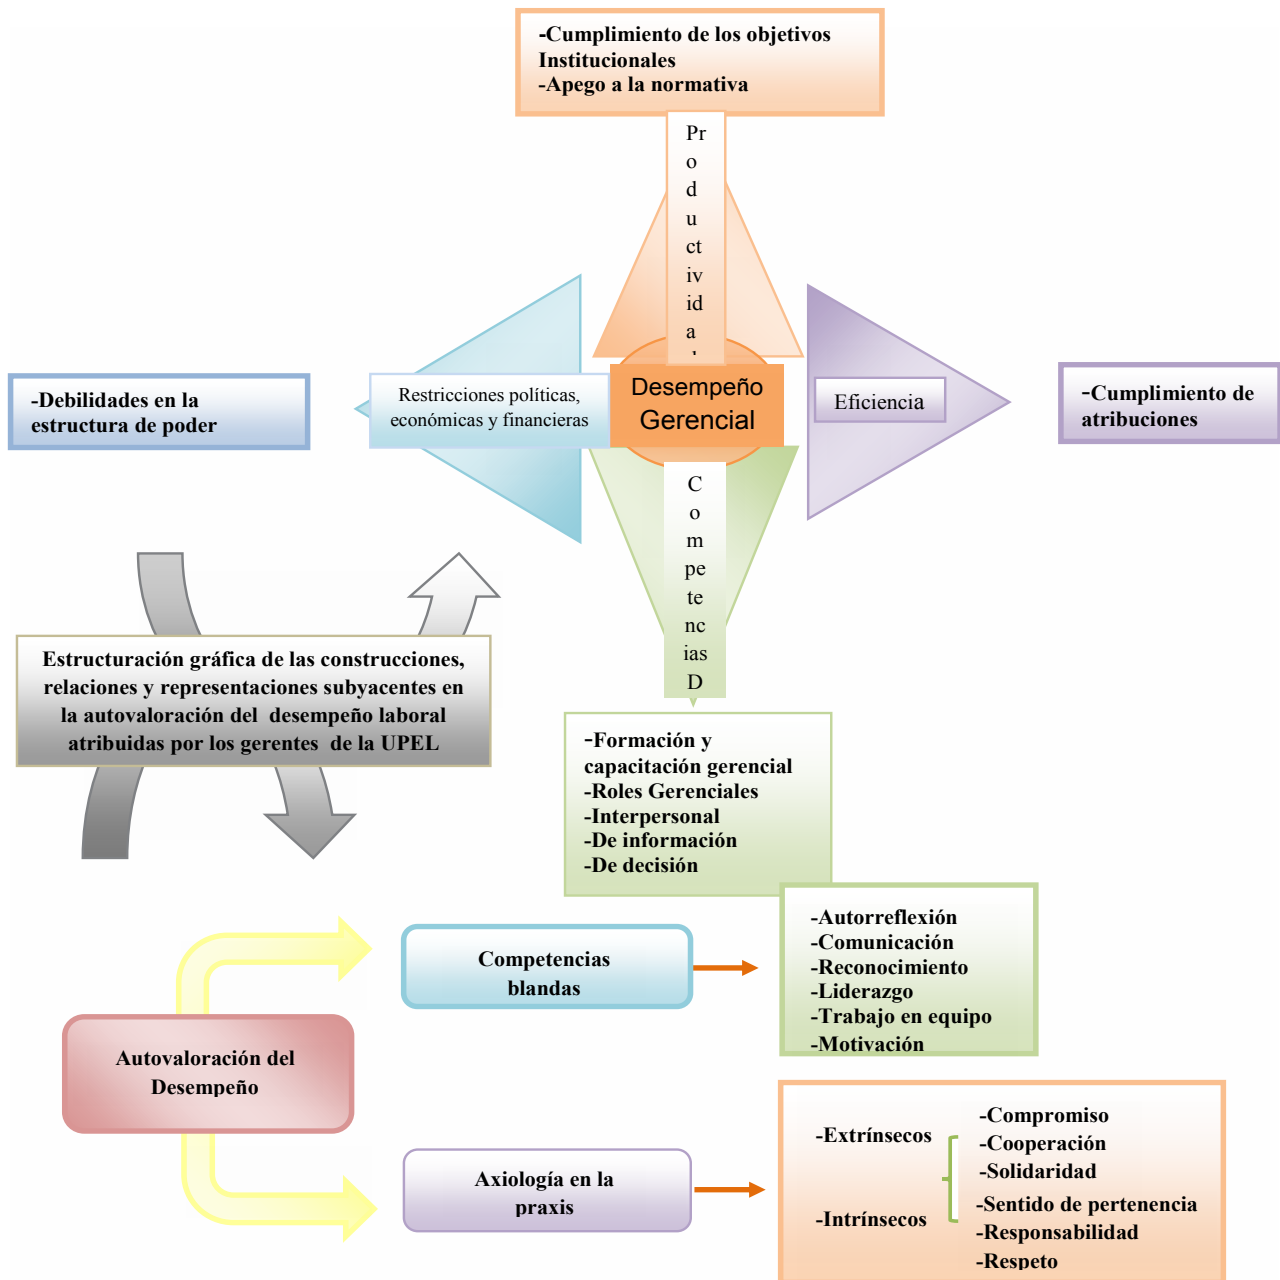 -Cumplimiento de los objetivos
Institucionales
-Apego a la normativa
Pr
o
d
u
ct
iv
id
a
-Debilidades en la
estructura de poder
Restricciones políticas,
económicas y financieras
Desempeño
Gerencial
Eficiencia
-Cumplimiento de
atribuciones
C
o
m
pe
te
nc
ias
D
Estructuración gráfica de las construcciones,
relaciones y representaciones subyacentes en
la autovaloración del desempeño laboral
atribuidas por los gerentes de la UPEL
-Formación y
capacitación gerencial
-Roles Gerenciales
-Interpersonal
-De información
-De decisión
Autovaloración del
Desempeño
Competencias
blandas
-Autorreflexión
-Comunicación
-Reconocimiento
-Liderazgo
-Trabajo en equipo
-Motivación
Axiología en la
praxis
-Extrínsecos
-Intrínsecos
-Compromiso
-Cooperación
-Solidaridad
-Sentido de pertenencia
-Responsabilidad
-Respeto